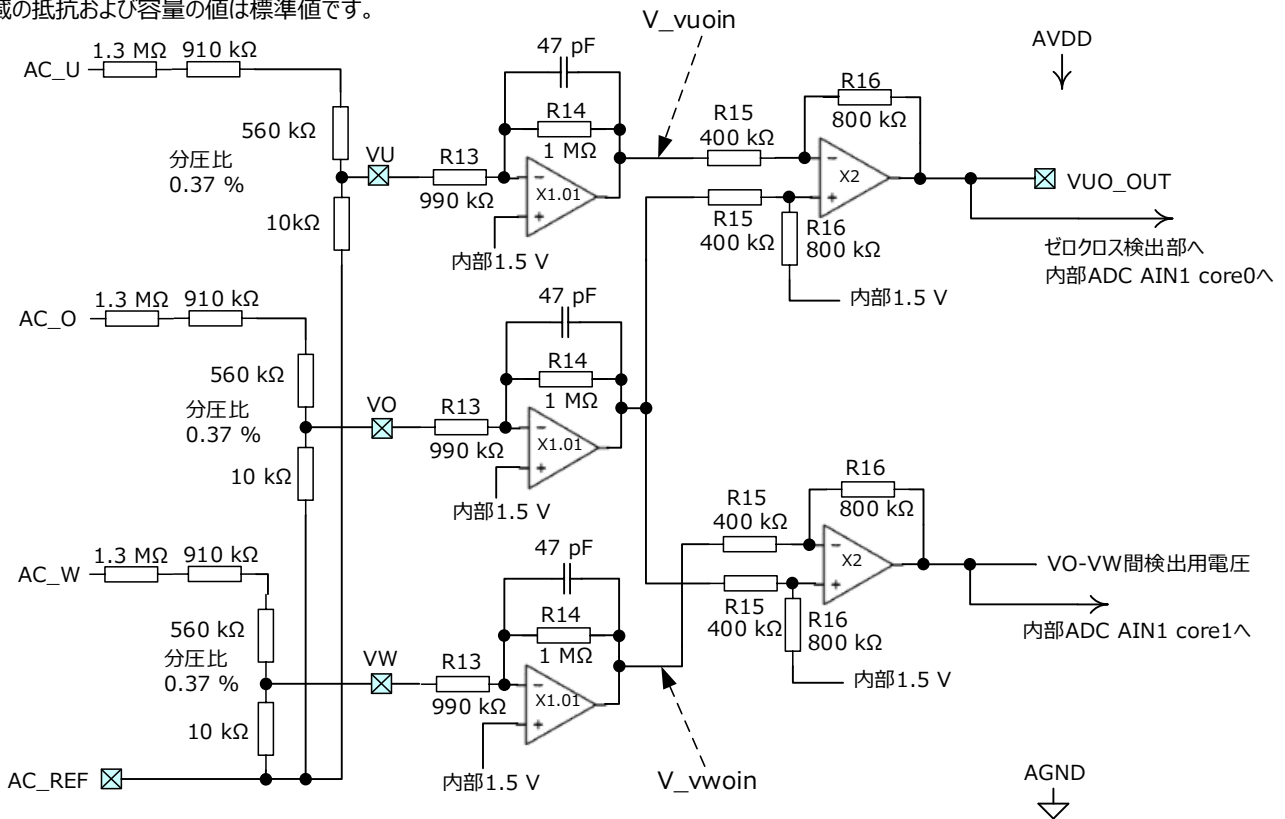 蔵の抵抗および容量の値は標準値です。
V_vuoin
AVDD
AC_U
1.3 MΩ
910 kΩ
47 pF
R14
1 MΩ
560 kΩ
分圧比
0.37 %
VU
R13
990 kΩ
X1.01
内部1.5 V
10kΩ
R15
400 kΩ
R16
800 kΩ
X2
R15
400 kΩ
R16
800 kΩ
内部1.5 V
VUO_OUT
ゼロクロス検出部へ
内部ADC AIN1 core0へ
AC_O
1.3 MΩ
910 kΩ
47 pF
R14
1 MΩ
560 kΩ
分圧比
0.37 %
VO
R13
990 kΩ
X1.01
内部1.5 V
10 kΩ
AC_W
1.3 MΩ
910 kΩ
47 pF
R14
1 MΩ
560 kΩ
分圧比
0.37 %
VW
R13
990 kΩ
X1.01
内部1.5 V
10 kΩ
R15
400 kΩ
R16
800 kΩ
X2
R15
400 kΩ
R16
800 kΩ
内部1.5 V
VO-VW間検出用電圧
内部ADC AIN1 core1へ
AC_REF
V_vwoin
AGND